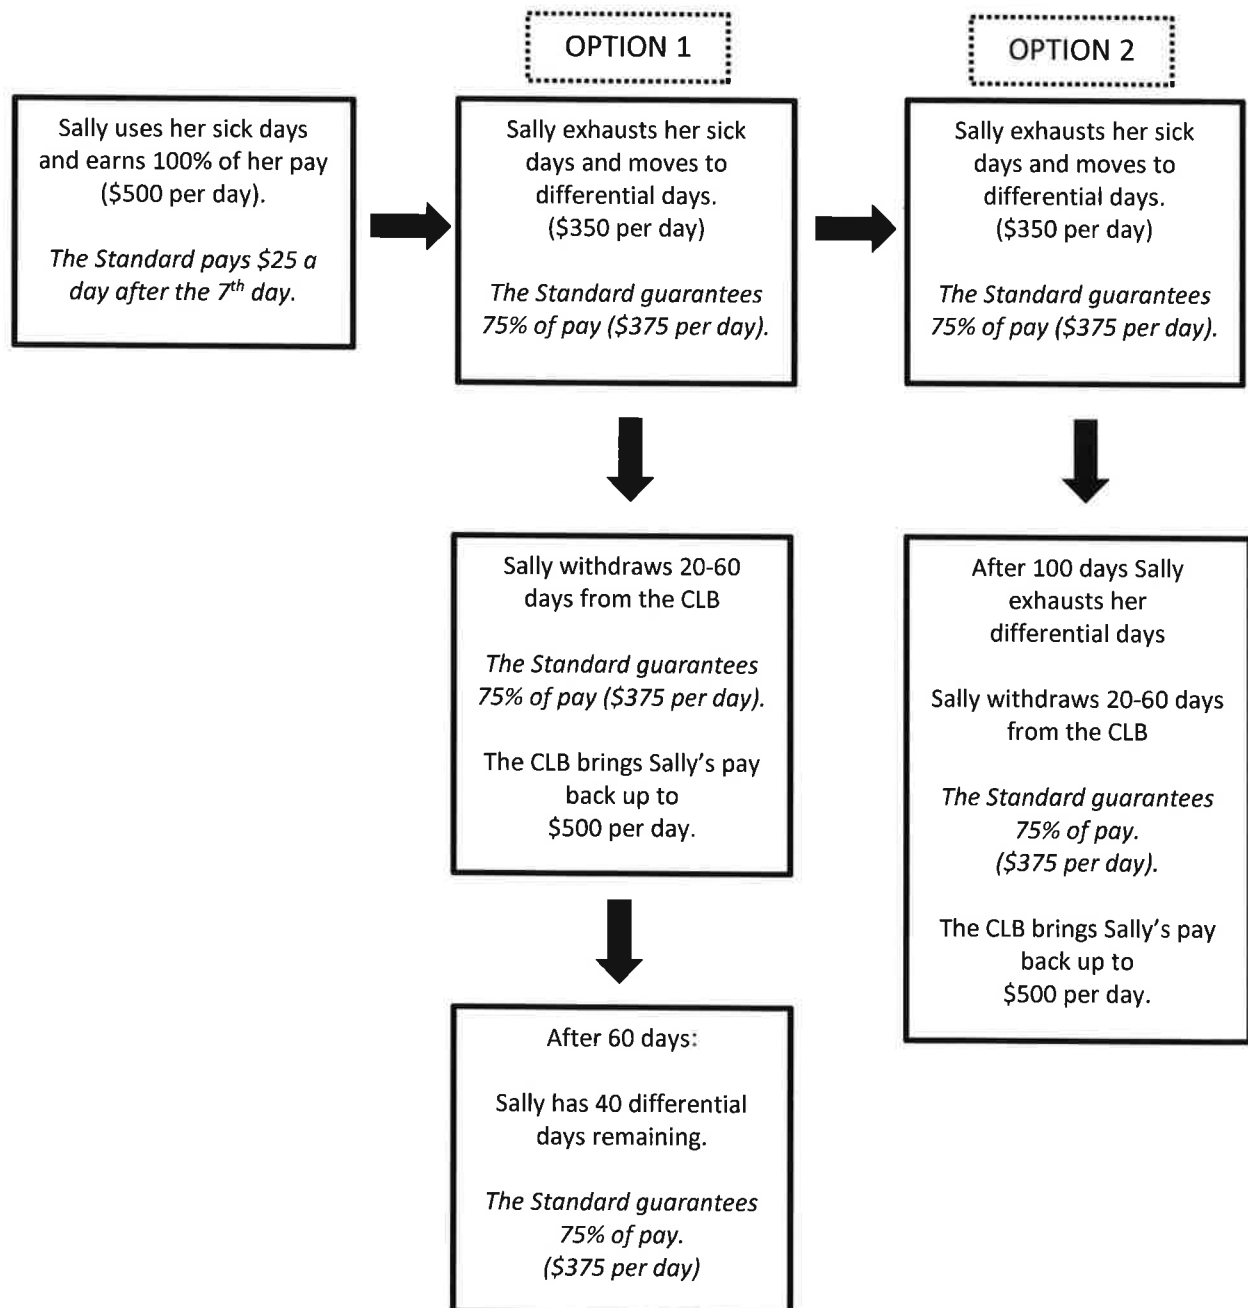 OPTION 1
OPTION 2
Sally uses her sick days
and earns 100% of her pay
($500 per day).
The Standard pays $25 a
day after the 7th day.
Sally exhausts her sick
days and moves to
differential days.
($350 per day)
The Standard guarantees
75% of pay ($375 per day).
Sally exhausts her sick
days and moves to
differential days.
($350 per day)
The Standard guarantees
75% of pay ($375 per day).
Sally withdraws 20-60
days from the CLB
The Standard guarantees
75% of pay ($375 per day).
The CLB brings Sally’s pay
back up to
$500 per day.
After 100 days Sally
exhausts her
differential days
Sally withdraws 20-60 days
from the CLB
The Standard guarantees
75% of pay.
($375 per day).
The CLB brings Sally’s pay
back up to
$500 per day.
After 60 days:
Sally has 40 differential
days remaining.
The Standard guarantees
75% of pay.
($375 per day)